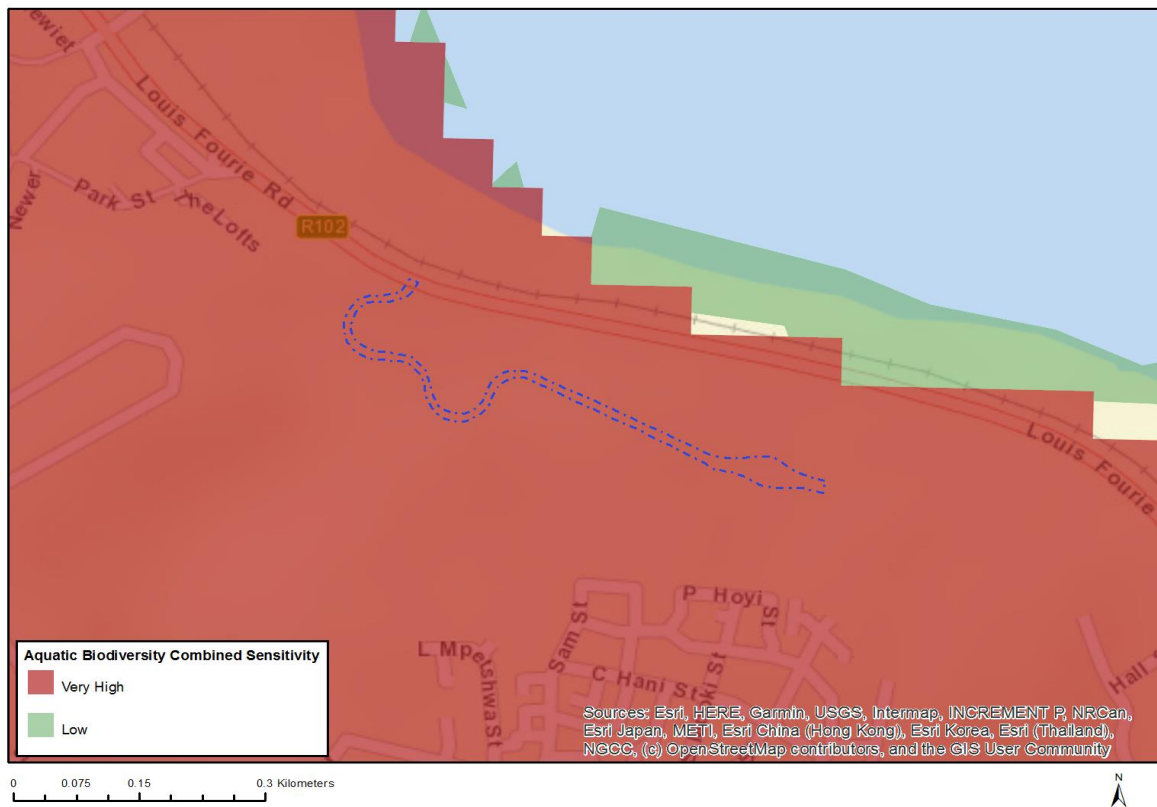 ewiet
Louis Fourie Rd
Newer
Park St
The Lofts
R102
Louis Fourie
P Hoyi St
Sam St
L Mpetshwa St
C Hani St
oki St
Hall S
Aquatic Biodiversity Combined Sensitivity
Very High
Low
Sources: Esri, HERE, Garmin, USGS, Intermap, INCREMENT P, NRCan,
Esri Japan, METI, Esri China (Hong Kong), Esri Korea, Esri (Thailand),
NGCC, (c) OpenStreetMap contributors, and the GIS User Community
0 0.075 0.15 0.3 Kilometers
N